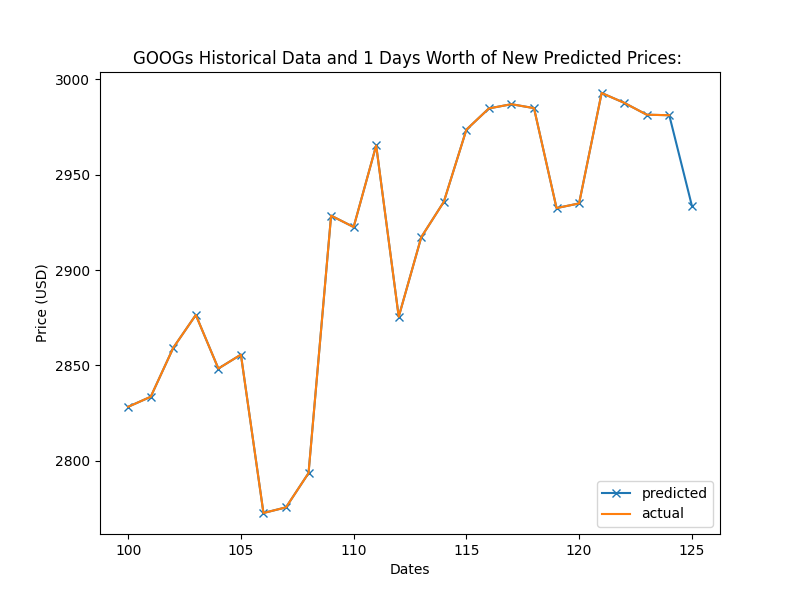 GOOGs Historical Data and 1 Days Worth of New Predicted Prices:
3000
2950
2900
2850
2800
Price (USD)
predicted
actual
100 105 110 115 120 125
Dates